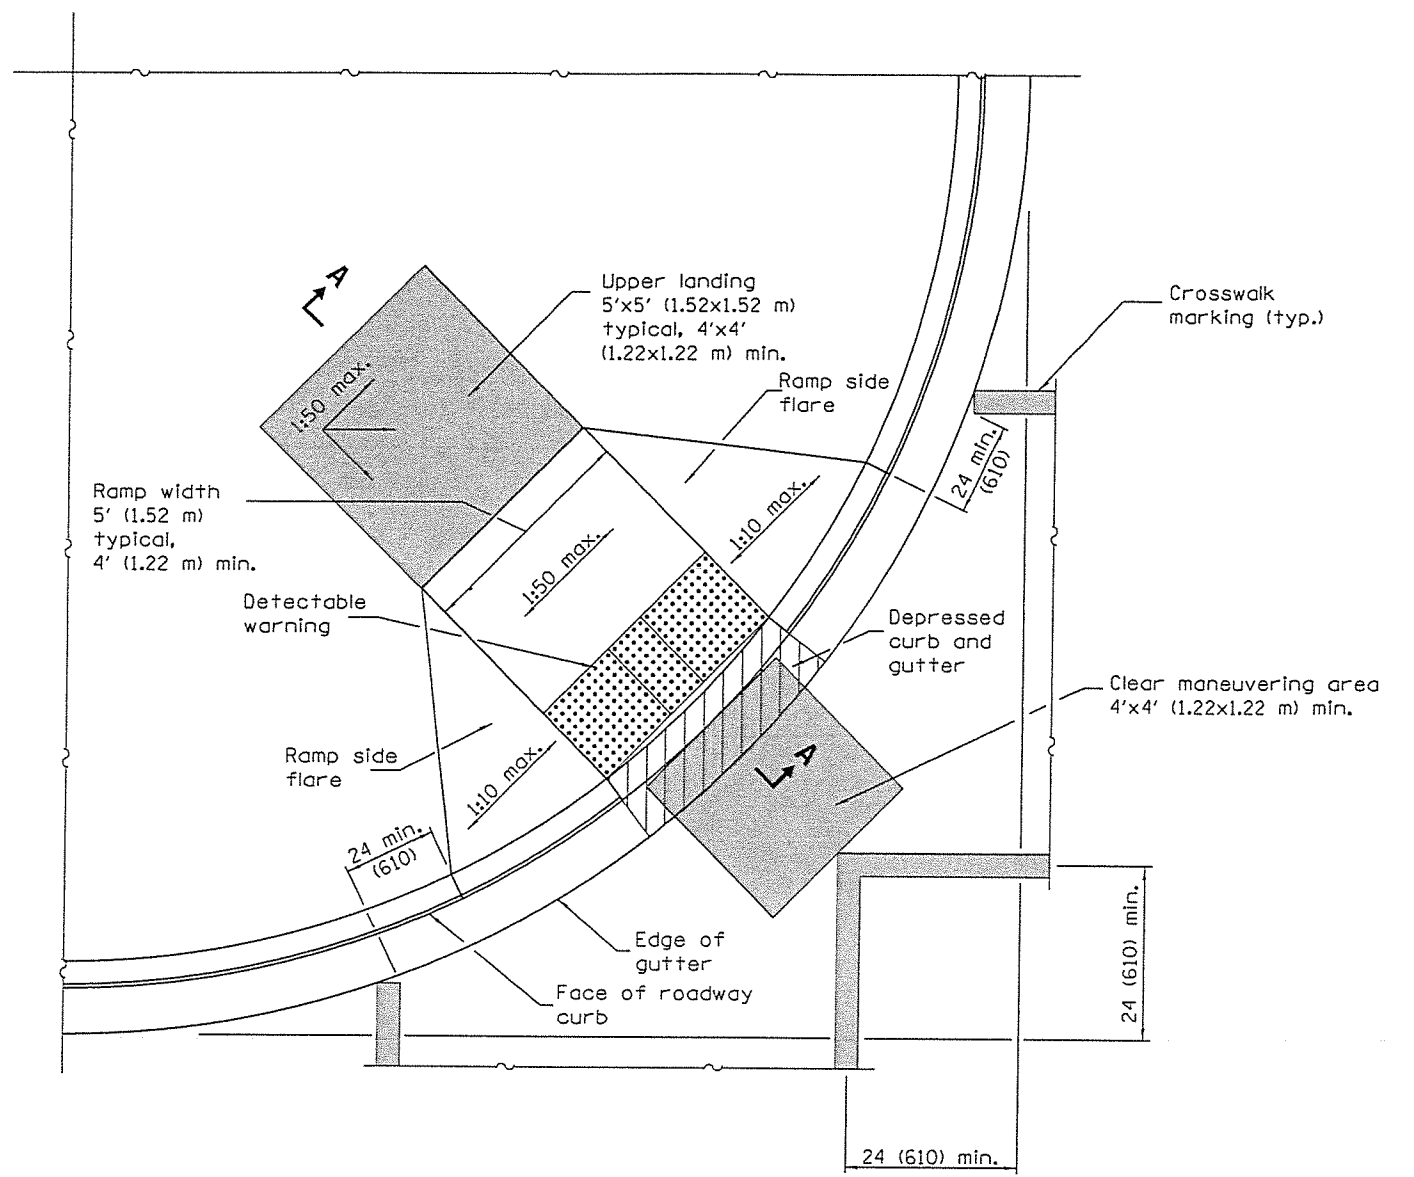 A
Upper landing
5'x5' (1.52x1.52 m)
typical, 4'x4'
(1.22x1.22 m) min.
Crosswalk
marking (typ.)
1:50 max.
Ramp side
flare
24 min.
(610)
Ramp width
5' (1.52 m)
typical,
4' (1.22 m) min.
1:10 max.
1:50 max.
Detectable
warning
Depressed
curb and
gutter
Clear maneuvering area
4'x4' (1.22x1.22 m) min.
Ramp side
flare
1:10 max.
A
24 min.
(610)
Edge of
gutter
Face of roadway
curb
24 (610) min.
24 (610) min.